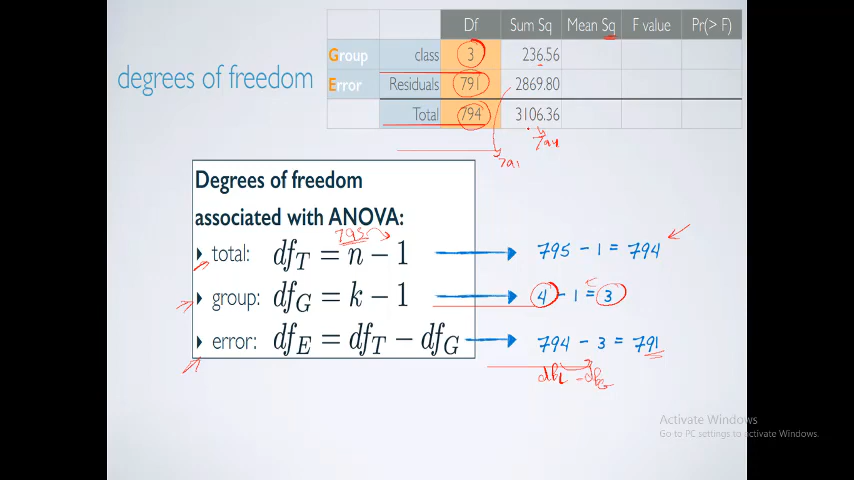 degrees of freedom
Df Sum Sq Mean Sq F value Pr(> F)
Group class 3 236.56
Error Residuals 791 2869.80
Total 794 3106.36
794
791
Degrees of freedom
associated with ANOVA:
795
total: df_T = n − 1 795 − 1 = 794
group: df_G = k − 1 4 − 1 = 3
error: df_E = df_T − df_G 794 − 3 = 791
Activate Windows
Go to PC settings to activate Windows.